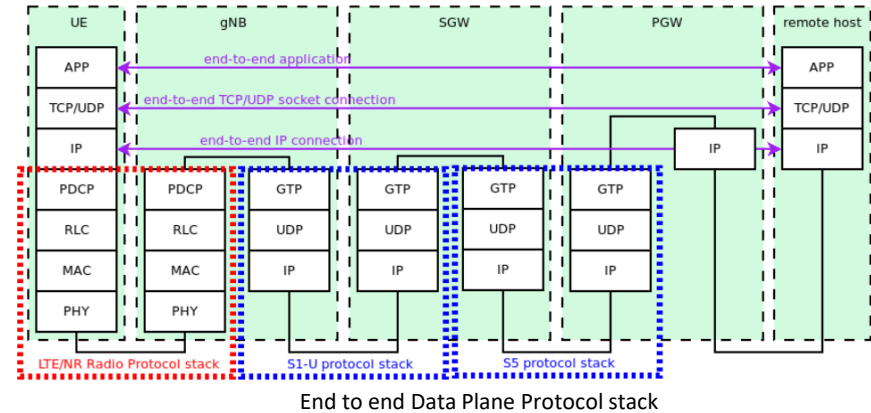 UE gNB SGW PGW remote host
APP end-to-end application APP
TCP/UDP end-to-end TCP/UDP socket connection TCP/UDP
IP end-to-end IP connection IP IP
PDCP PDCP GTP GTP GTP GTP
RLC RLC UDP UDP UDP UDP
MAC MAC IP IP IP IP
PHY PHY
LTE/NR Radio Protocol stack S1-U protocol stack S5 protocol stack
End to end Data Plane Protocol stack